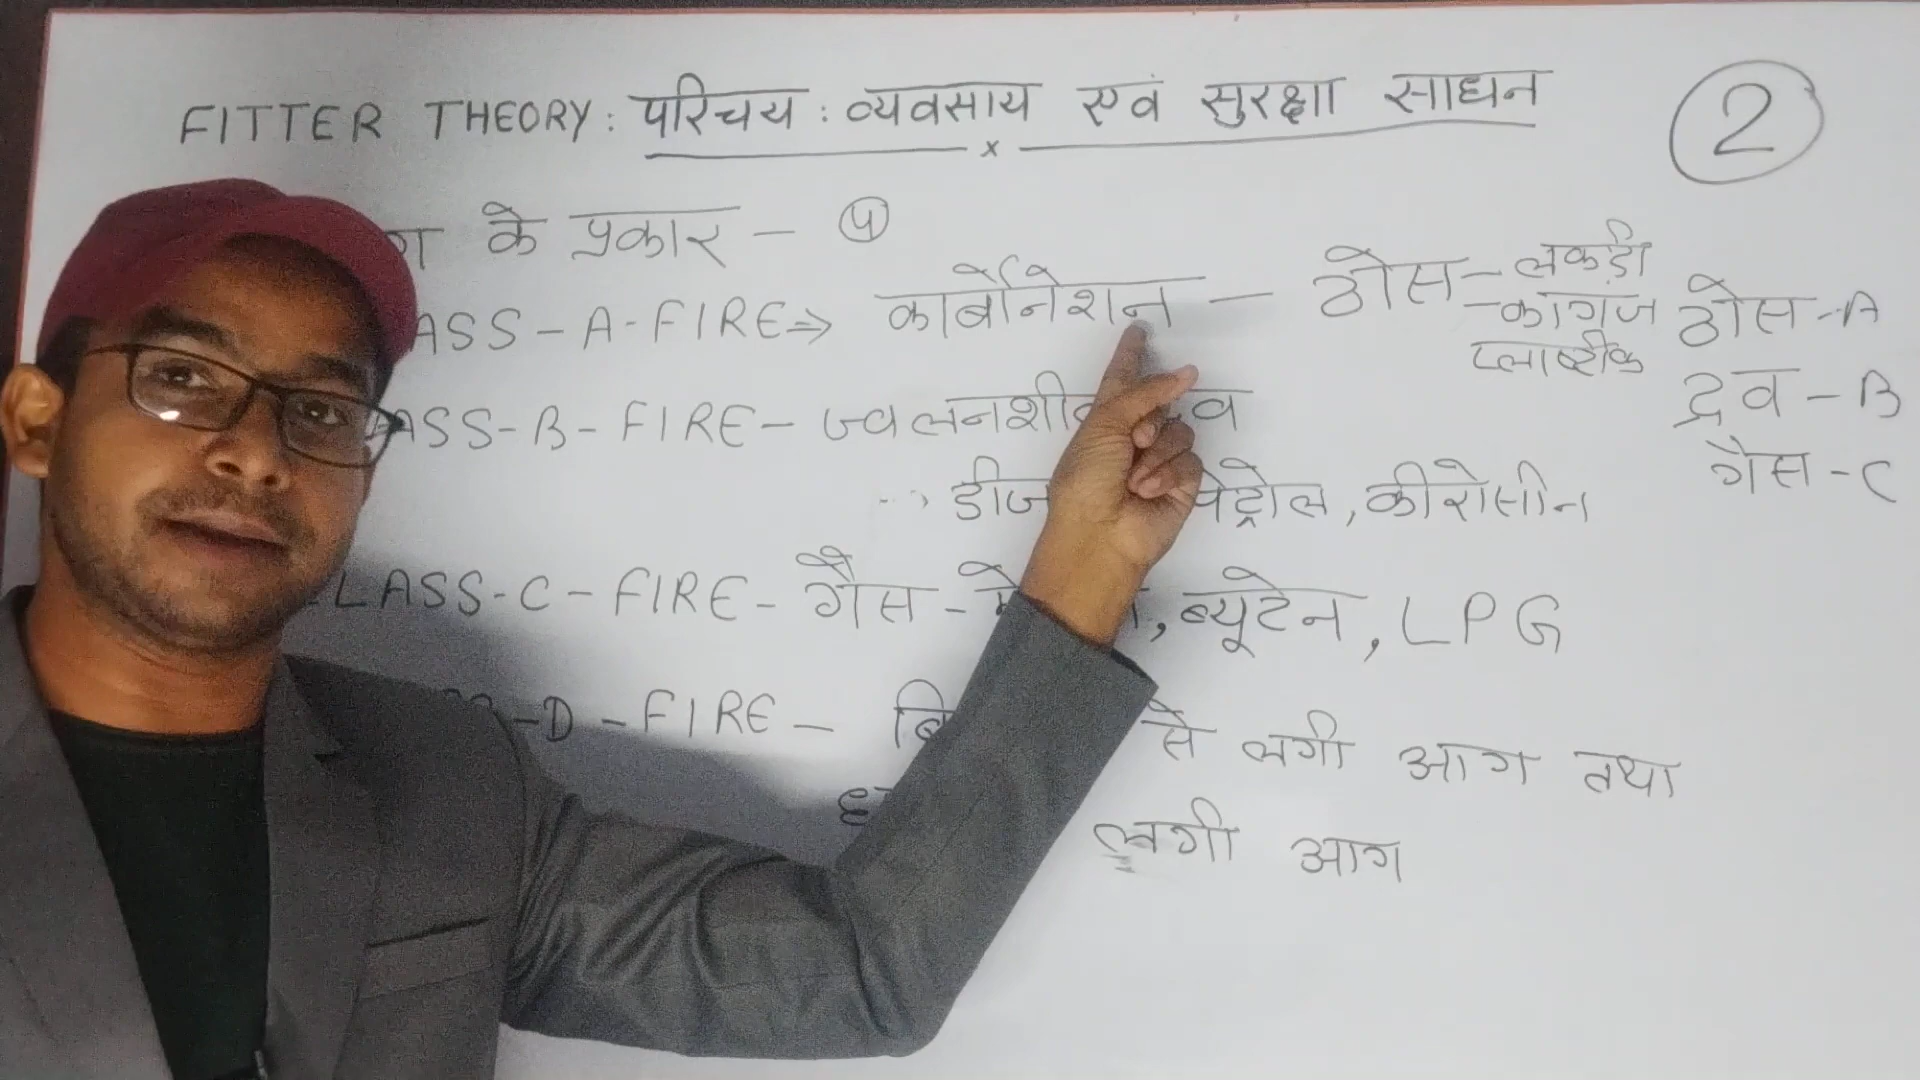 FITTER THEORY: परिचय : व्यवसाय एवं सुरक्षा साधन
2
के प्रकार - ④
ASS-A-FIRE⇒ कार्बोनेशन - ठोस - लकड़ी
- कागज
प्लाष्टीक
ठोस - A
द्रव - B
गैस - C
ASS-B-FIRE- ज्वलनशी व
पेट्रोल, कीरोसीन
LASS-C-FIRE- गैस - , ब्यूटेन, LPG
-D-FIRE- से लगी आग तथा
लगी आग